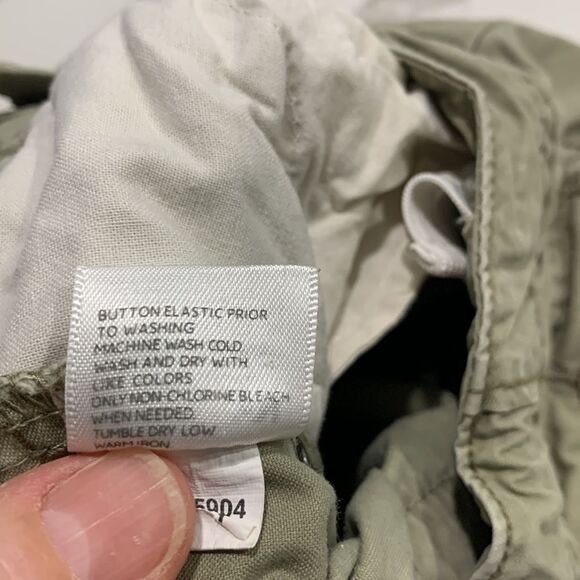 BUTTON ELASTIC PRIOR
TO WASHING
MACHINE WASH COLD
WASH AND DRY WITH
LIKE COLORS
ONLY NON-CHLORINE BLEACH
WHEN NEEDED
TUMBLE DRY LOW
WARM IRON
5904